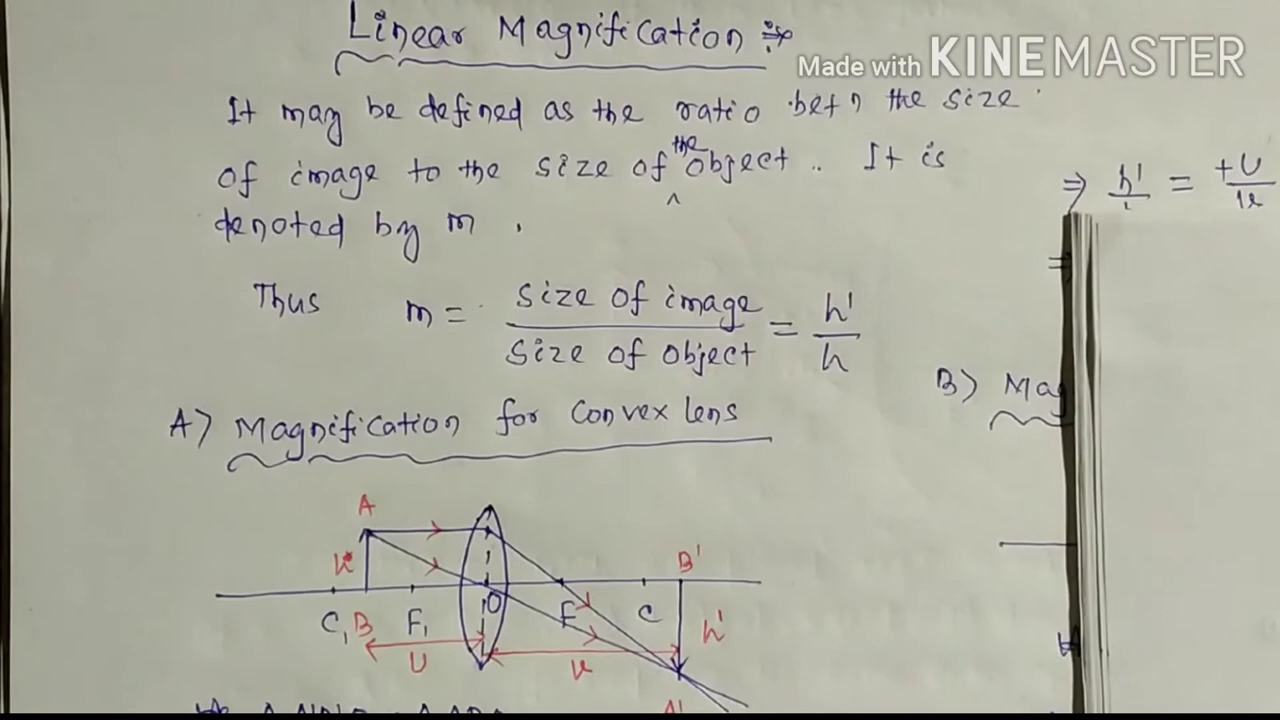 Linear Magnification :-
Made with KINEMASTER
It may be defined as the ratio betn the size
of image to the size of the object. It is
denoted by m.
Thus m = size of image / size of object = h' / h
⇒ h' = +v
A) Magnification for convex lens
B) Mag
A
h
C₁ B F₁ O F C
B'
h'
u
v
A'